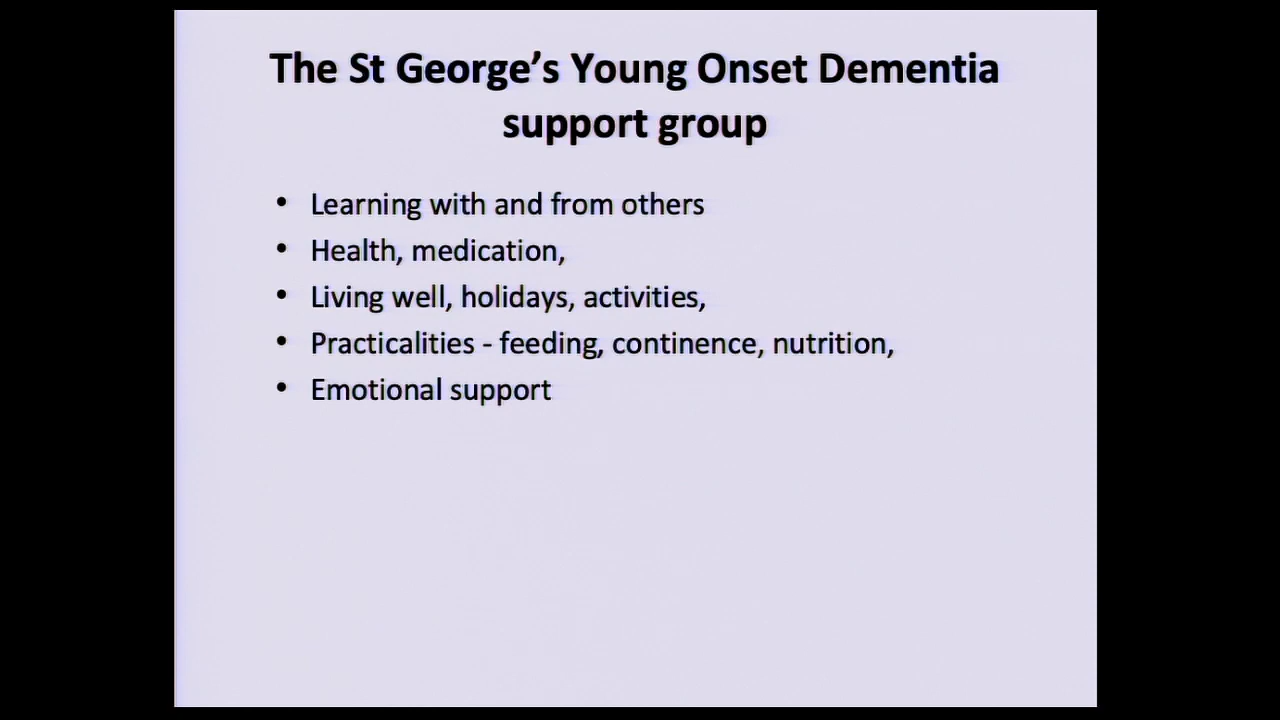 The St George's Young Onset Dementia
support group
• Learning with and from others
• Health, medication,
• Living well, holidays, activities,
• Practicalities - feeding, continence, nutrition,
• Emotional support